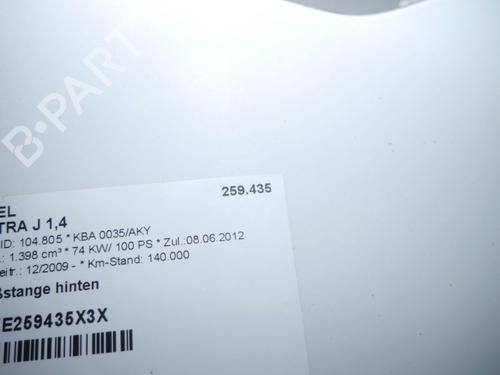 B-PART
259.435
EL
TRA J 1,4
ID: 104.805 * KBA 0035/AKY
.: 1.398 cm³ * 74 KW/ 100 PS * Zul.:08.06.2012
eitr.: 12/2009 - * Km-Stand: 140.000
ßstange hinten
E259435X3X